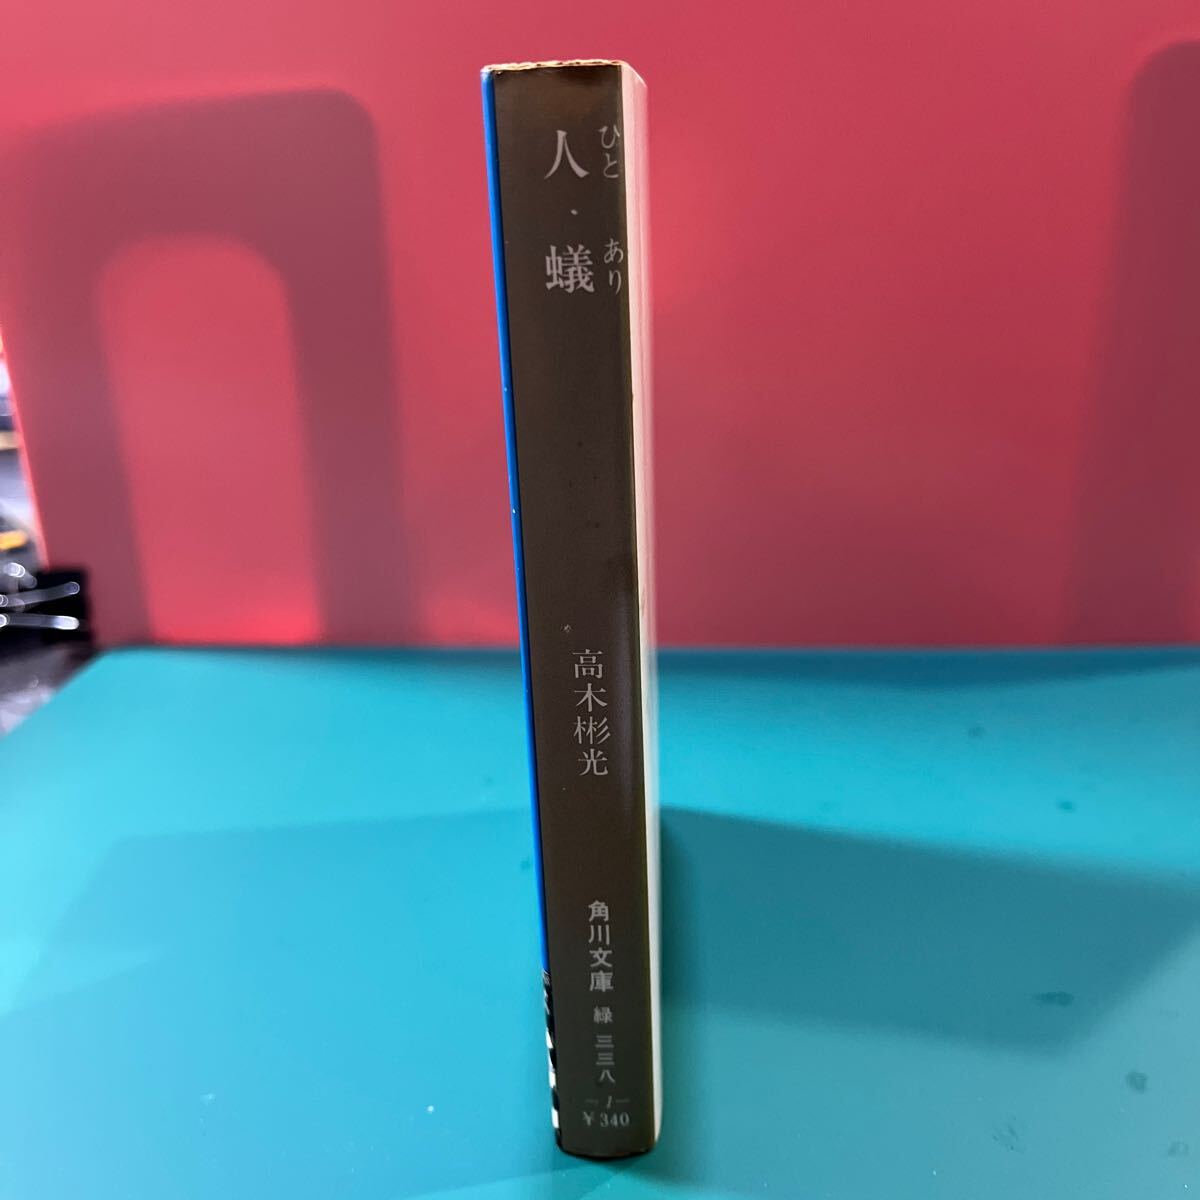 人・蟻
ひと あり
高木彬光
角川文庫
緑 三三八
—1—
¥340